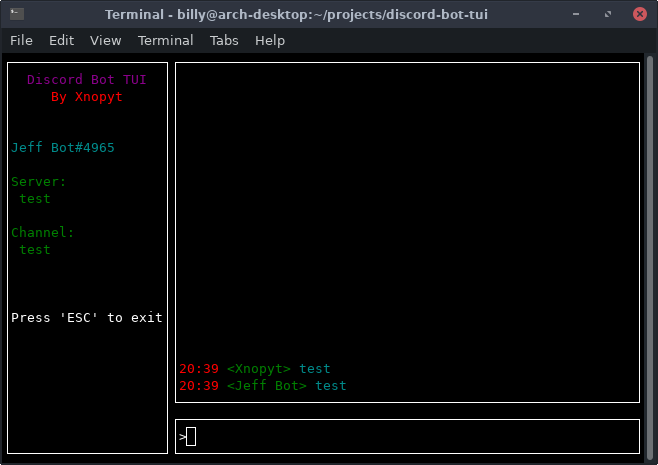 Terminal - billy@arch-desktop:~/projects/discord-bot-tui
File Edit View Terminal Tabs Help
Discord Bot TUI
By Xnopyt
Jeff Bot#4965
Server:
test
Channel:
test
Press 'ESC' to exit
20:39 <Xnopyt> test
20:39 <Jeff Bot> test
>